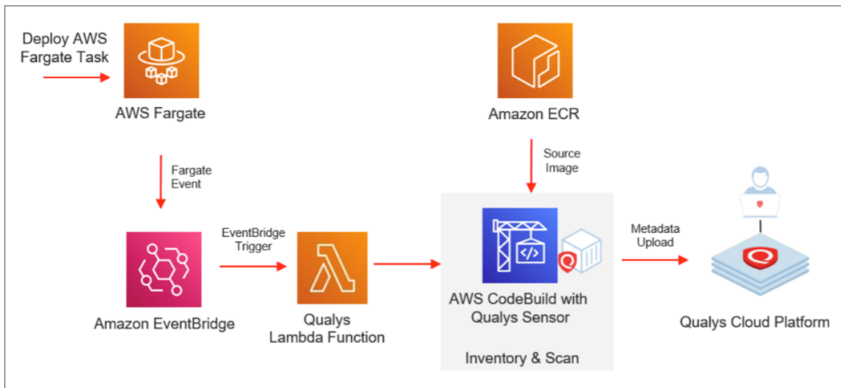 Deploy AWS
Fargate Task
AWS Fargate
Amazon ECR
Fargate
Event
Source
Image
EventBridge
Trigger
Metadata
Upload
Amazon EventBridge
Qualys
Lambda Function
AWS CodeBuild with
Qualys Sensor
Qualys Cloud Platform
Inventory & Scan